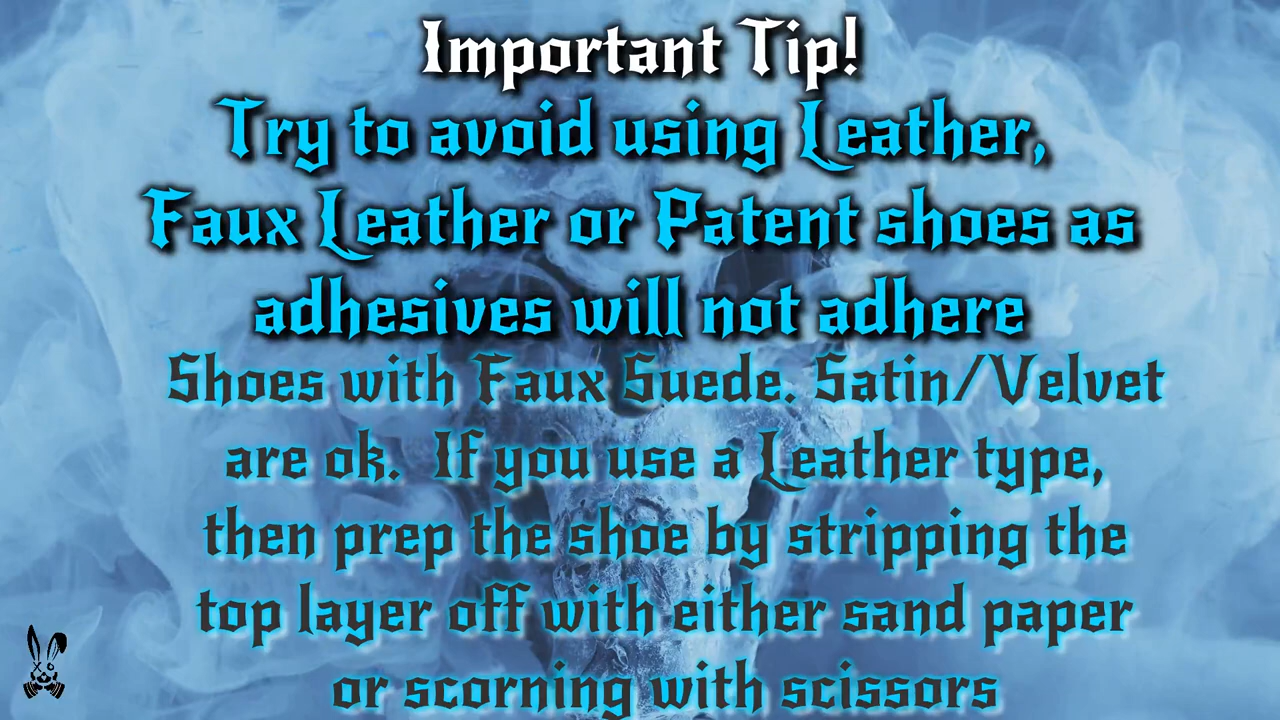 Important Tip!
Try to avoid using Leather,
Faux Leather or Patent shoes as
adhesives will not adhere
Shoes with Faux Suede. Satin/Velvet
are ok.  If you use a Leather type,
then prep the shoe by stripping the
top layer off with either sand paper
or scorning with scissors